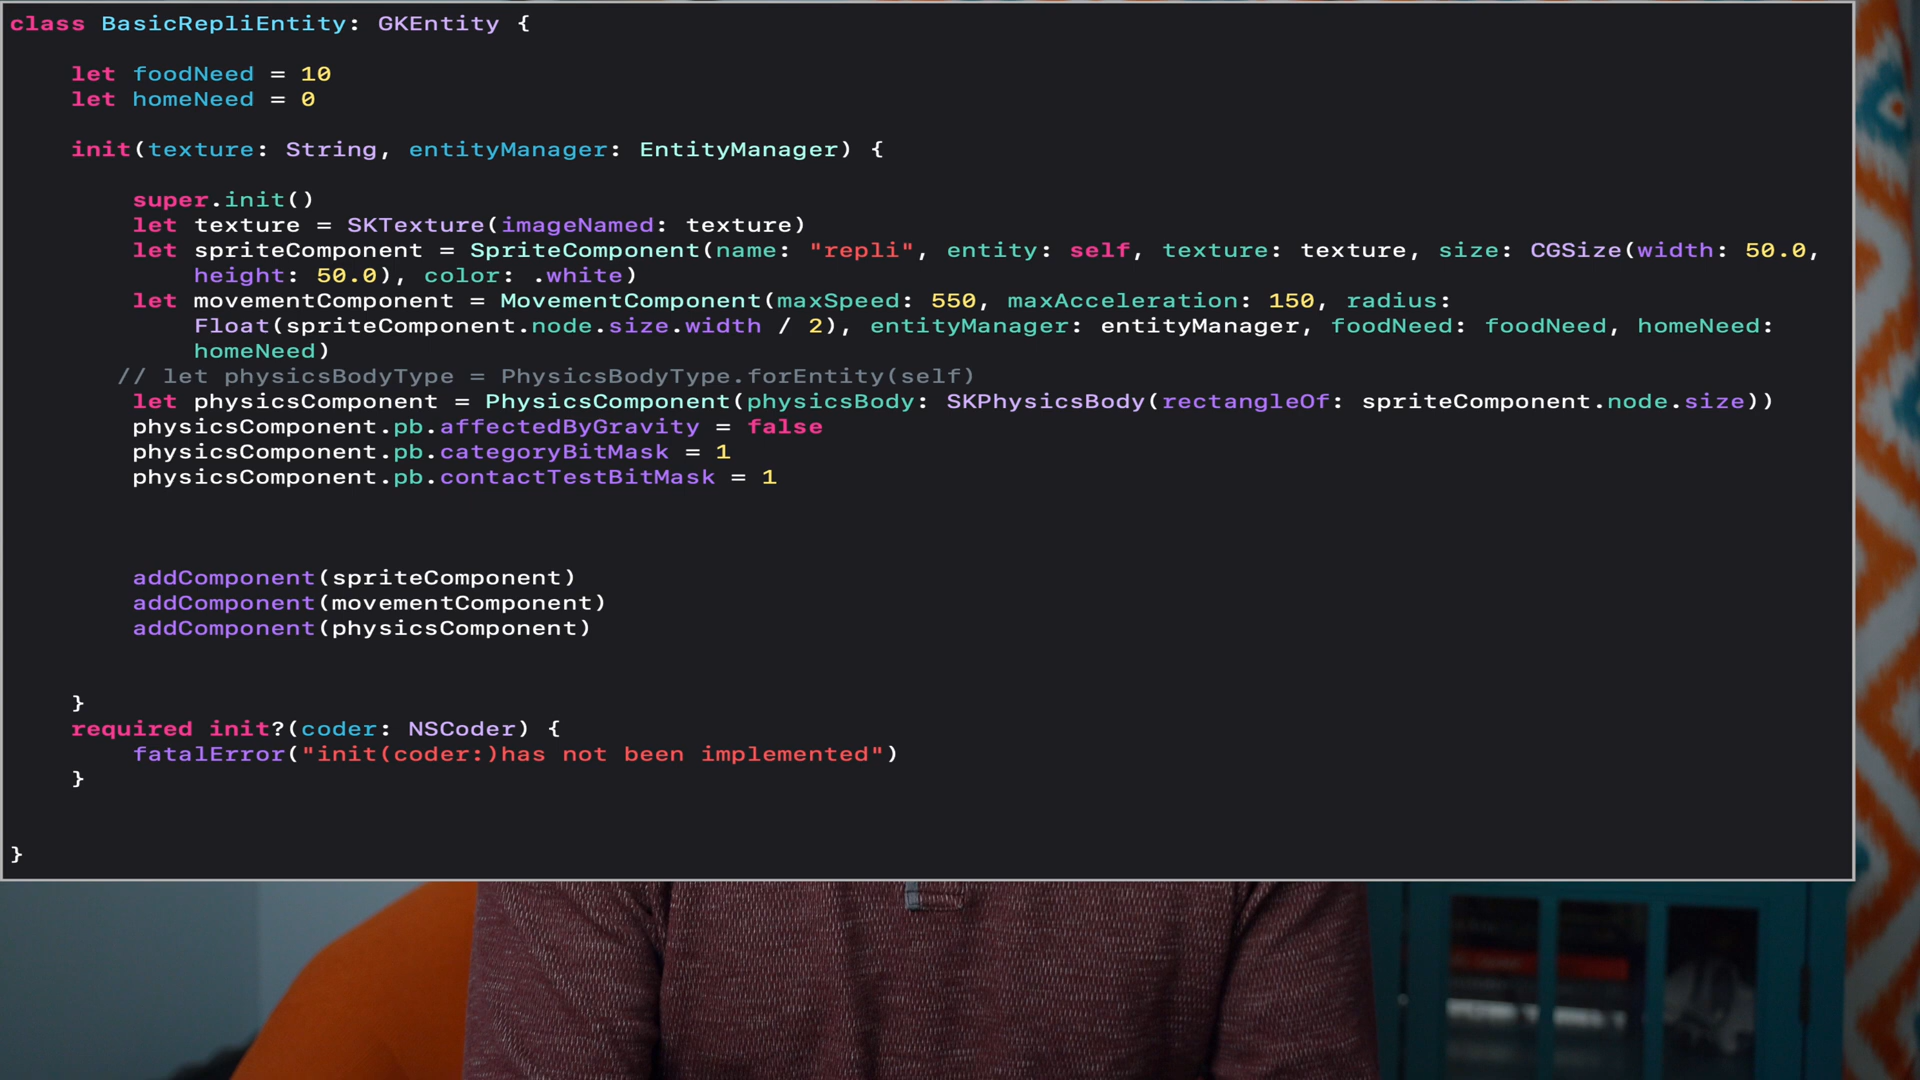 class BasicRepliEntity: GKEntity {
let foodNeed = 10
let homeNeed = 0
init(texture: String, entityManager: EntityManager) {
super.init()
let texture = SKTexture(imageNamed: texture)
let spriteComponent = SpriteComponent(name: "repli", entity: self, texture: texture, size: CGSize(width: 50.0,
height: 50.0), color: .white)
let movementComponent = MovementComponent(maxSpeed: 550, maxAcceleration: 150, radius:
Float(spriteComponent.node.size.width / 2), entityManager: entityManager, foodNeed: foodNeed, homeNeed:
homeNeed)
// let physicsBodyType = PhysicsBodyType.forEntity(self)
let physicsComponent = PhysicsComponent(physicsBody: SKPhysicsBody(rectangleOf: spriteComponent.node.size))
physicsComponent.pb.affectedByGravity = false
physicsComponent.pb.categoryBitMask = 1
physicsComponent.pb.contactTestBitMask = 1
addComponent(spriteComponent)
addComponent(movementComponent)
addComponent(physicsComponent)
}
required init?(coder: NSCoder) {
fatalError("init(coder:)has not been implemented")
}
}